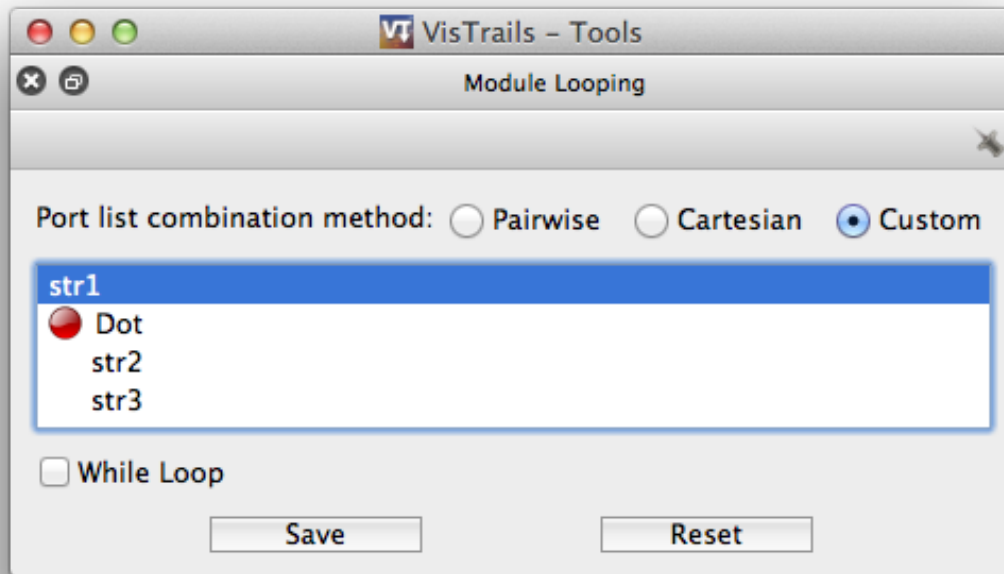 VT VisTrails – Tools
Module Looping
Port list combination method: Pairwise Cartesian Custom
str1
Dot
str2
str3
While Loop
Save Reset